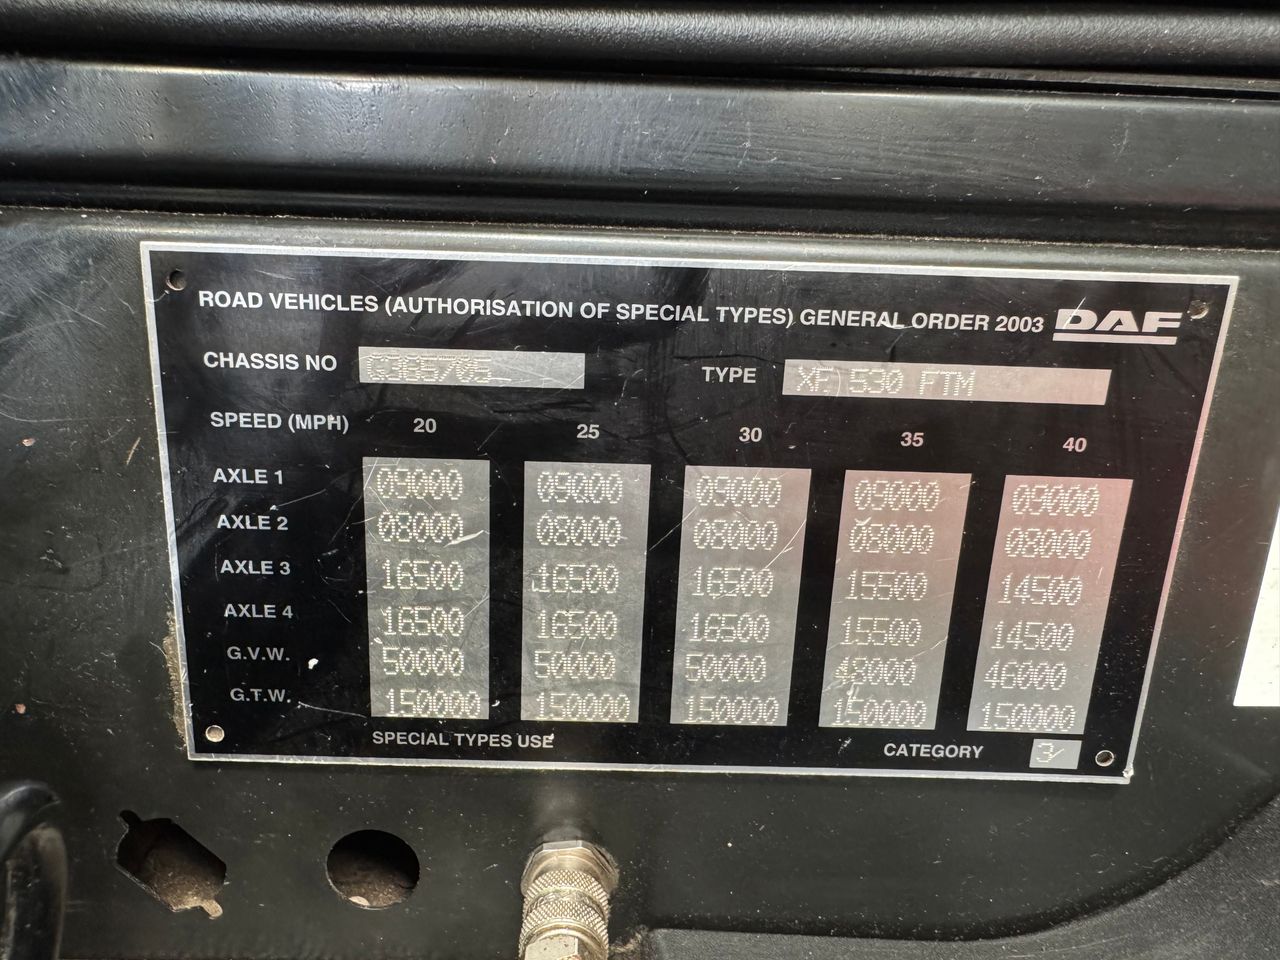 ROAD VEHICLES (AUTHORISATION OF SPECIAL TYPES) GENERAL ORDER 2003 DAF
CHASSIS NO G365705 TYPE XF 530 FTM
SPEED (MPH) 20 25 30 35 40
AXLE 1 09000 09000 09000 09000 09000
AXLE 2 08000 08000 08000 08000 08000
AXLE 3 16500 16500 16500 15500 14500
AXLE 4 16500 16500 16500 15500 14500
G.V.W. 50000 50000 50000 48000 46000
G.T.W. 150000 150000 150000 150000 150000
SPECIAL TYPES USE CATEGORY 3